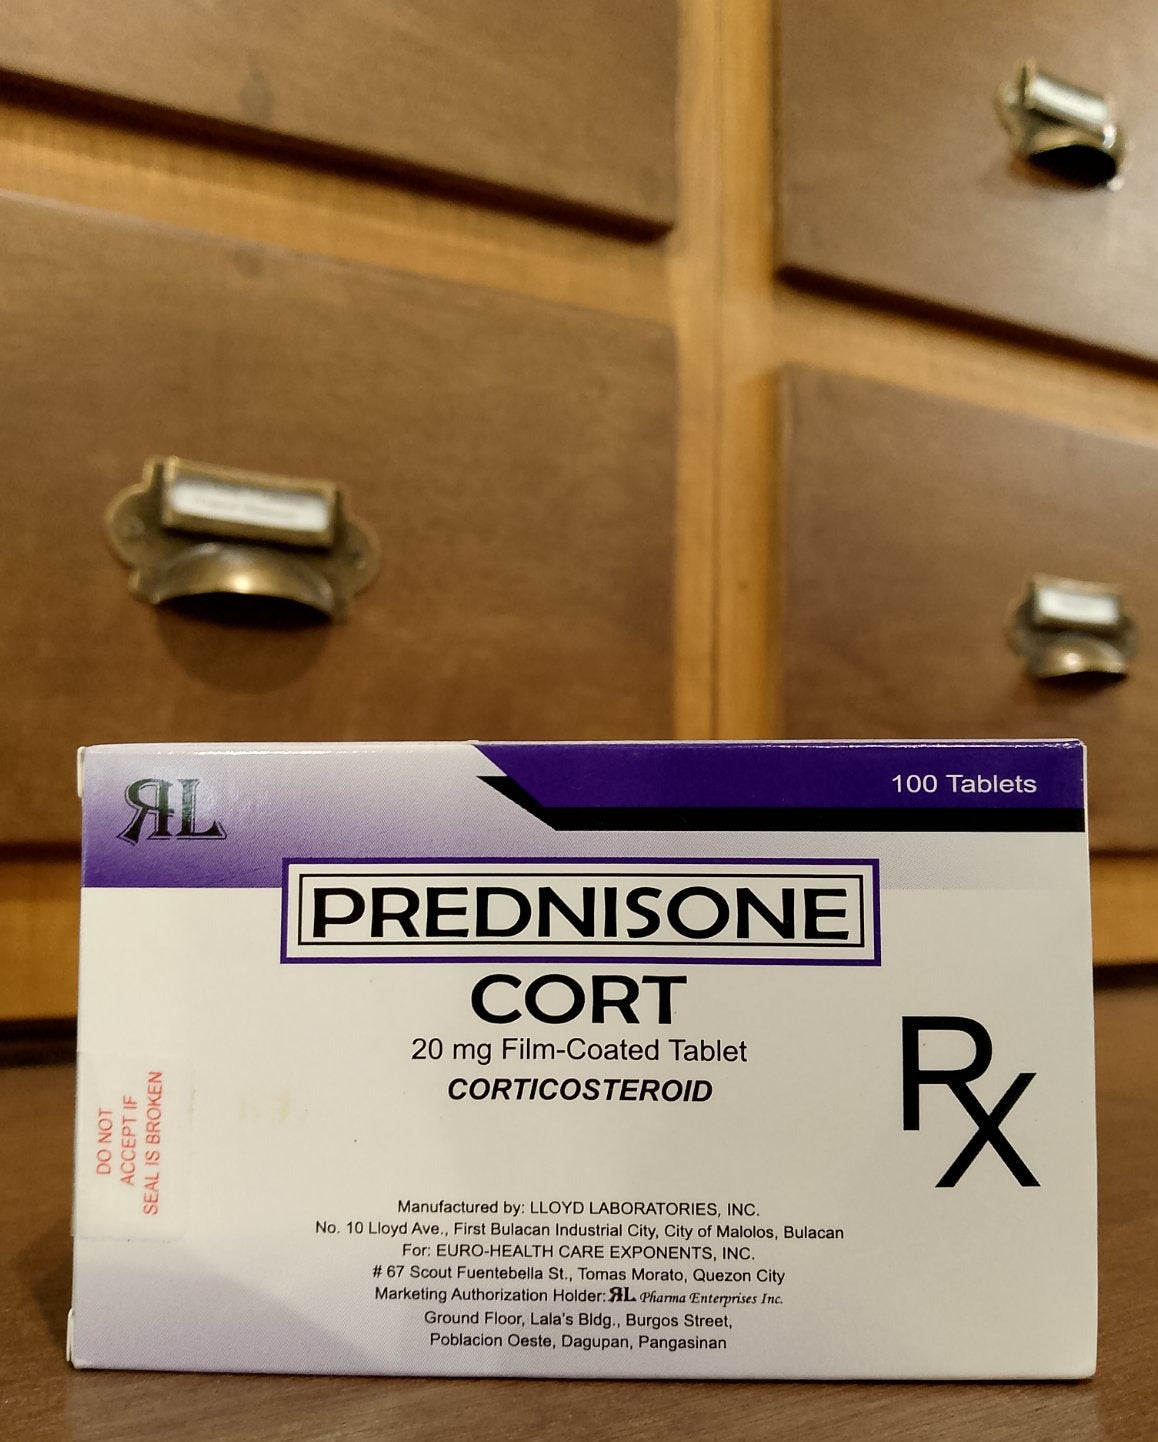 RL
100 Tablets
PREDNISONE
CORT
20 mg Film-Coated Tablet
CORTICOSTEROID
Rx
DO NOT
ACCEPT IF
SEAL IS BROKEN
Manufactured by: LLOYD LABORATORIES, INC.
No. 10 Lloyd Ave., First Bulacan Industrial City, City of Malolos, Bulacan
For: EURO-HEALTH CARE EXPONENTS, INC.
# 67 Scout Fuentebella St., Tomas Morato, Quezon City
Marketing Authorization Holder: RL Pharma Enterprises Inc.
Ground Floor, Lala's Bldg., Burgos Street,
Poblacion Oeste, Dagupan, Pangasinan